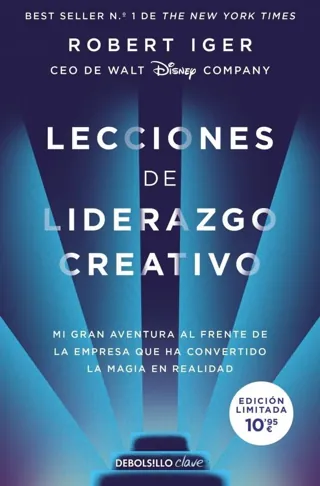 BEST SELLER N.º 1 DE THE NEW YORK TIMES
ROBERT IGER
CEO DE WALT Disney COMPANY
LECCIONES
DE
LIDERAZGO
CREATIVO
MI GRAN AVENTURA AL FRENTE DE
LA EMPRESA QUE HA CONVERTIDO
LA MAGIA EN REALIDAD
EDICIÓN
LIMITADA
10'95
€
DEBOLSILLO clave